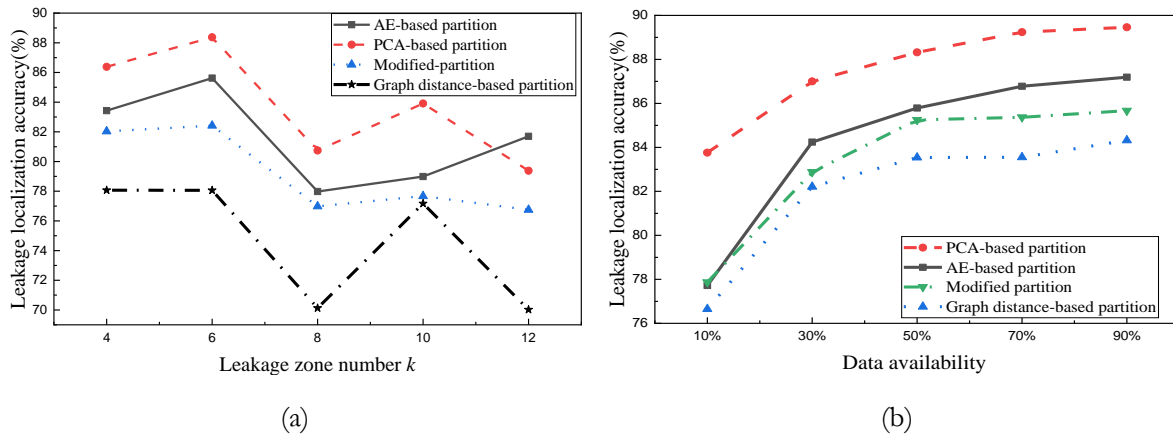 Leakage localization accuracy(%)
90
88
86
84
82
80
78
76
74
72
70
4
6
8
10
12
Leakage zone number k
AE-based partition
PCA-based partition
Modified-partition
Graph distance-based partition
(a)
Leakage localization accuracy(%)
90
88
86
84
82
80
78
76
10%
30%
50%
70%
90%
Data availability
PCA-based partition
AE-based partition
Modified partition
Graph distance-based partition
(b)